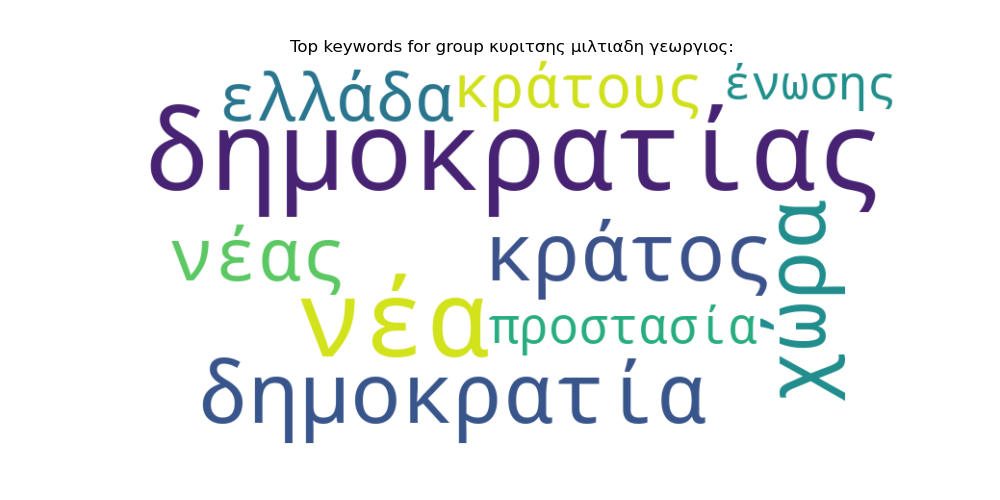 Top keywords for group κυριτσης μιλτιαδη γεωργιος:
ελλάδα κράτους ένωσης
δημοκρατίας
νέας κράτος χώρα
νέα προστασία
δημοκρατία